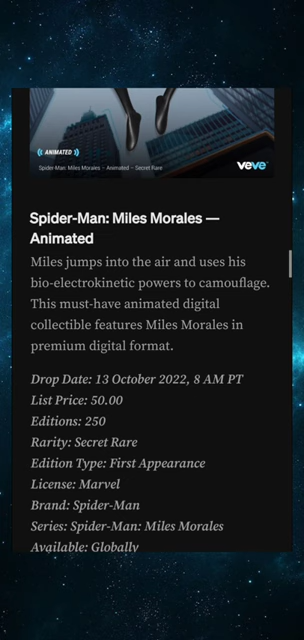 ANIMATED
Spider-Man: Miles Morales – Animated – Secret Rare
veve
Spider-Man: Miles Morales —
Animated
Miles jumps into the air and uses his
bio-electrokinetic powers to camouflage.
This must-have animated digital
collectible features Miles Morales in
premium digital format.
Drop Date: 13 October 2022, 8 AM PT
List Price: 50.00
Editions: 250
Rarity: Secret Rare
Edition Type: First Appearance
License: Marvel
Brand: Spider-Man
Series: Spider-Man: Miles Morales
Available: Globally